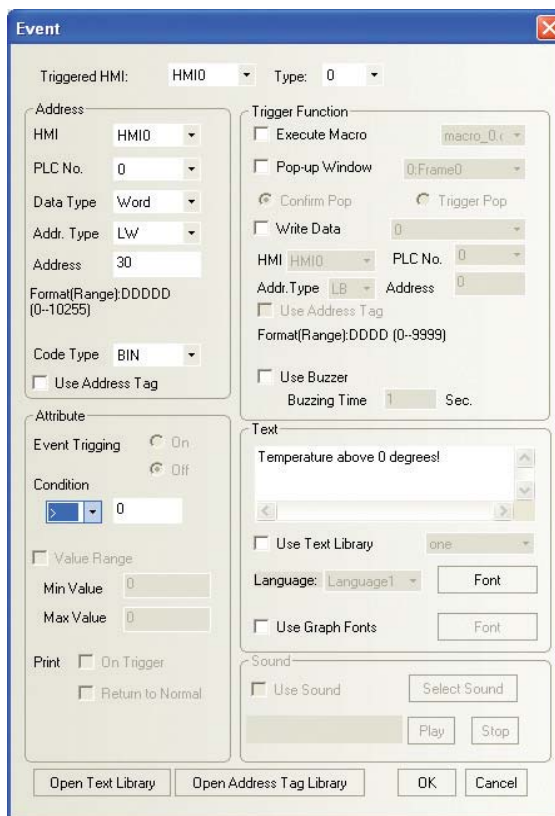 Event
Triggered HMI: HMI0 Type: 0
Address
HMI HMI0
PLC No. 0
Data Type Word
Addr. Type LW
Address 30
Format(Range):DDDDD
(0--10255)
Code Type BIN
Use Address Tag
Attribute
Event Trigging On
Off
Condition
> 0
Value Range
Min Value 0
Max Value 0
Print On Trigger
Return to Normal
Trigger Function
Execute Macro macro_0.c
Pop-up Window 0:Frame0
Confirm Pop Trigger Pop
Write Data 0
HMI HMI0 PLC No. 0
Addr.Type LB Address 0
Use Address Tag
Format(Range):DDDD (0--9999)
Use Buzzer
Buzzing Time 1 Sec.
Text
Temperature above 0 degrees!
Use Text Library one
Language: Language1 Font
Use Graph Fonts Font
Sound
Use Sound Select Sound
Play Stop
Open Text Library Open Address Tag Library OK Cancel